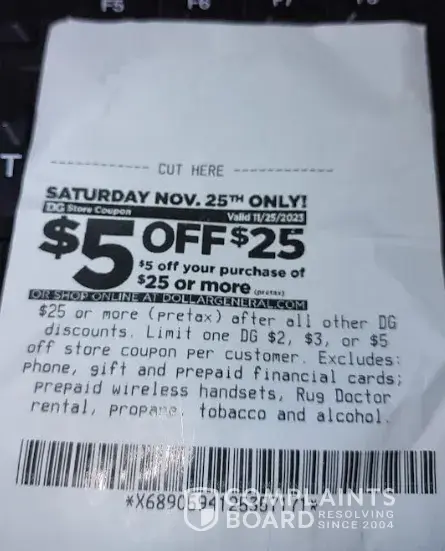 F5 F6
T
---------- CUT HERE ----------
SATURDAY NOV. 25TH ONLY!
DG Store Coupon Valid 11/25/2023
$5 OFF $25
$5 off your purchase of
$25 or more (pretax)
OR SHOP ONLINE AT DOLLARGENERAL.COM
$25 or more (pretax) after all other DG
discounts. Limit one DG $2, $3, or $5
off store coupon per customer. Excludes:
phone, gift and prepaid financial cards;
prepaid wireless handsets, Rug Doctor
rental, propane, tobacco and alcohol.
COMPLAINTS
BOARD RESOLVING
SINCE 2004